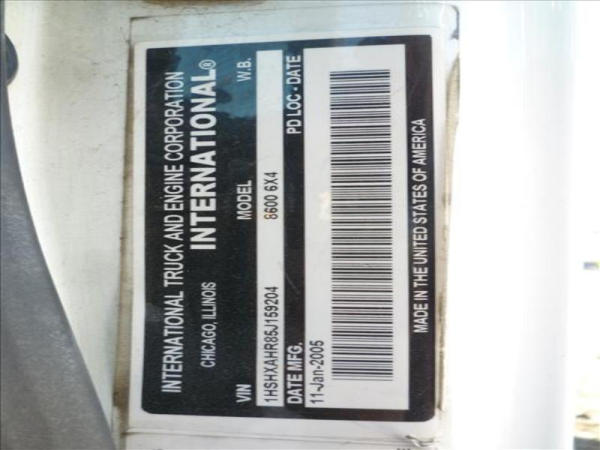 INTERNATIONAL TRUCK AND ENGINE CORPORATION
CHICAGO, ILLINOIS INTERNATIONAL®
VIN MODEL W.B.
1HSHXAHR85J159204 8600 6X4
DATE MFG. PD LOC - DATE
11-Jan-2005
MADE IN THE UNITED STATES OF AMERICA